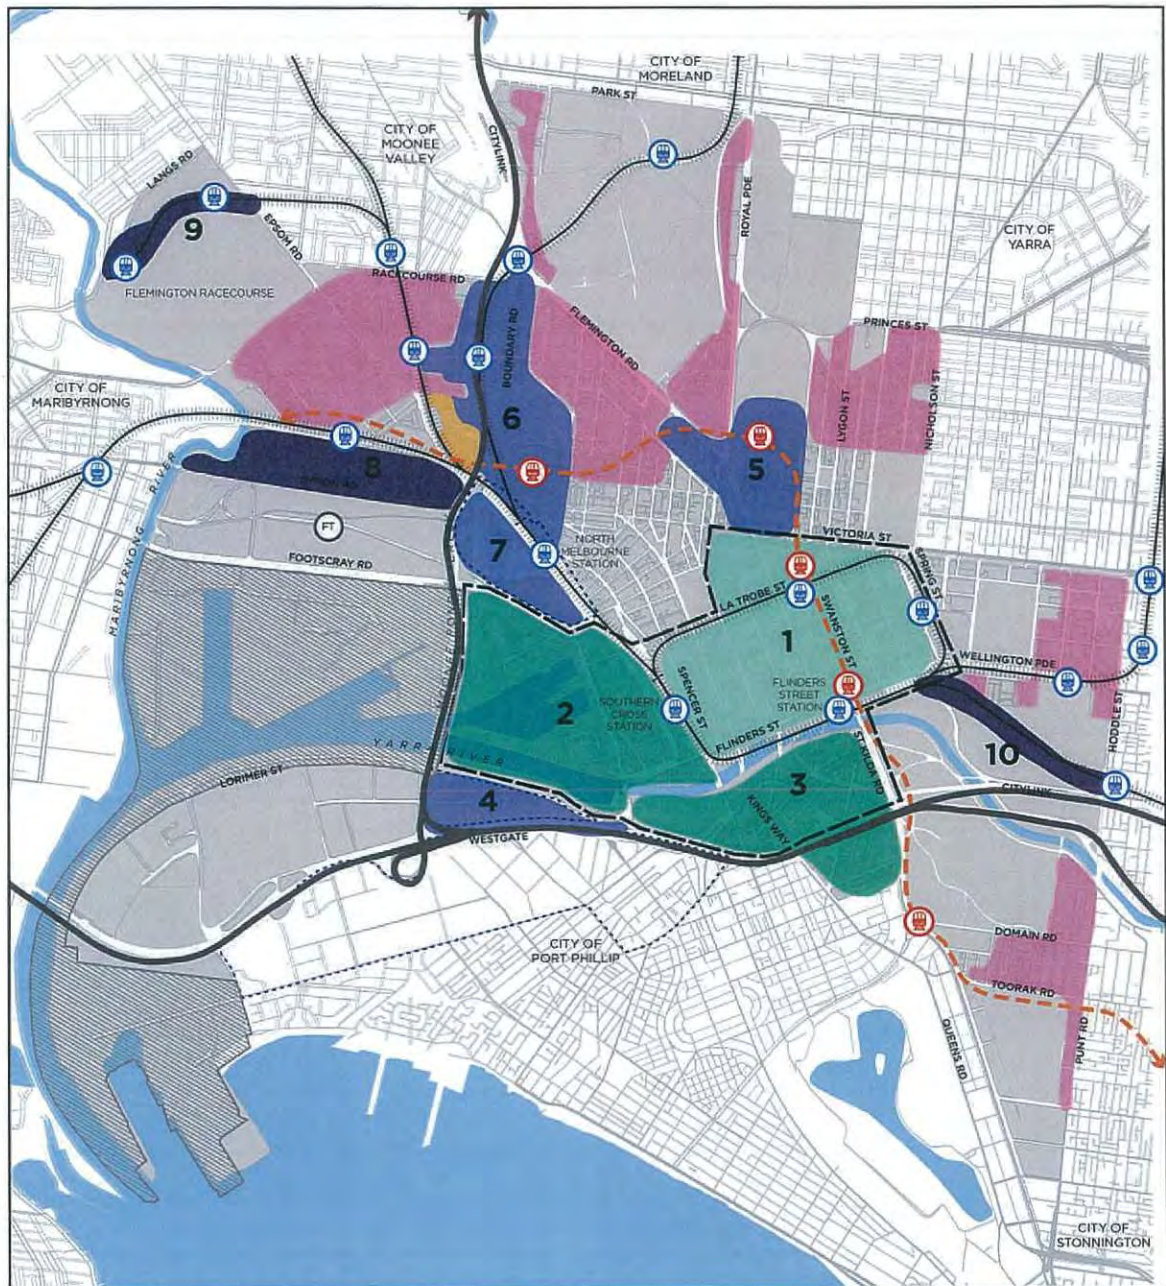 CITY OF
MORELAND
PARK ST
CITY OF
MOONEE
VALLEY
CITYLINK
LANGS RD
ROYAL PDE
CITY OF
YARRA
9
EPSOM RD
RACECOURSE RD
FLEMINGTON RACECOURSE
BOUNDARY RD
FLEMINGTON RD
PRINCES ST
CITY OF
MARIBYRNONG
LYGON ST
NICHOLSON ST
6
5
8
MARIBYRNONG RIVER
FT
7
NORTH
MELBOURNE
STATION
VICTORIA ST
SPRING ST
FOOTSCRAY RD
LA TROBE ST
SWANSTON ST
1
WELLINGTON PDE
FLINDERS
STREET
STATION
2
SOUTHERN
CROSS
STATION
SPENCER ST
HODDLE ST
FLINDERS ST
ST KILDA RD
YARRA RIVER
10
LORIMER ST
CITYLINK
4
3
KINGS WAY
WESTGATE
DOMAIN RD
CITY OF
PORT PHILLIP
TOORAK RD
QUEENS RD
PUNT RD
CITY OF
STONNINGTON